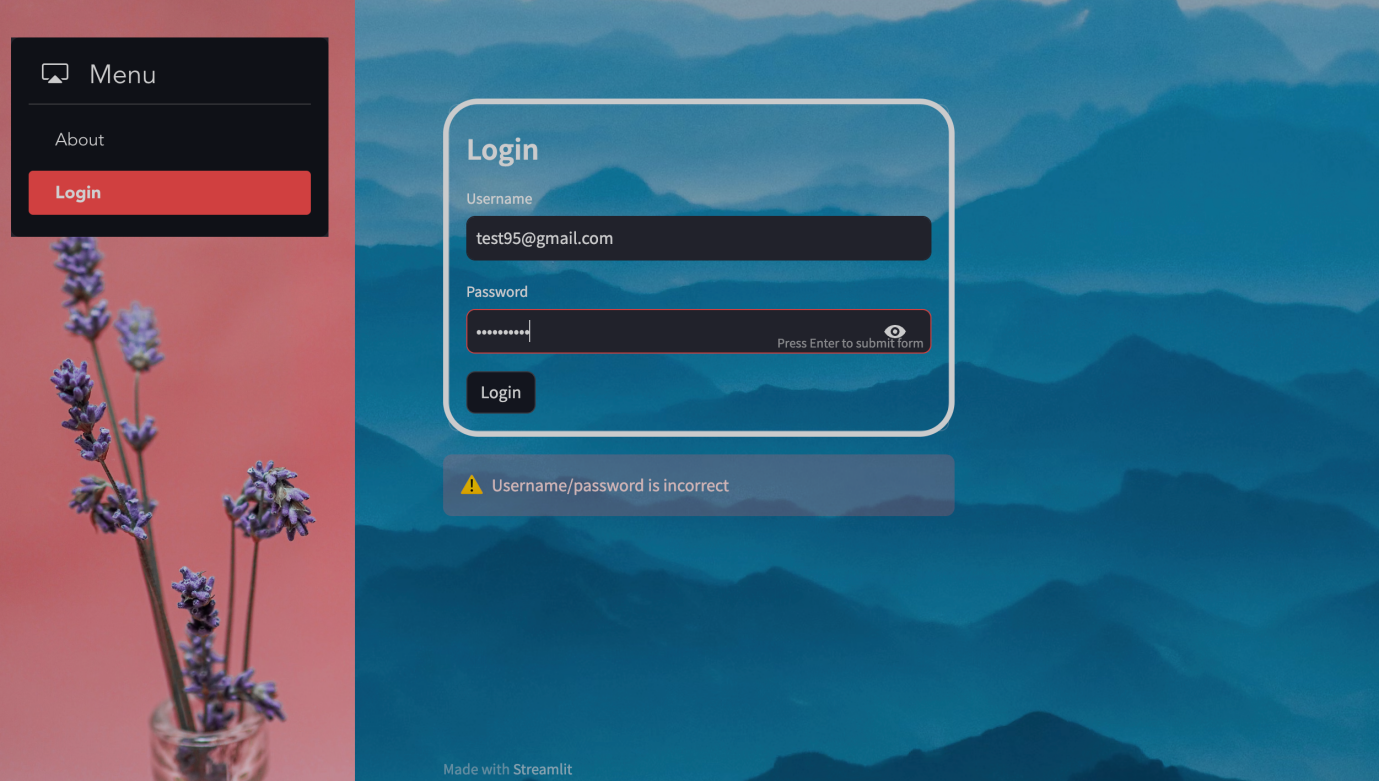 Menu
About
Login
Login
Username
test95@gmail.com
Password
••••••••••
Press Enter to submit form
Login
Username/password is incorrect
Made with Streamlit